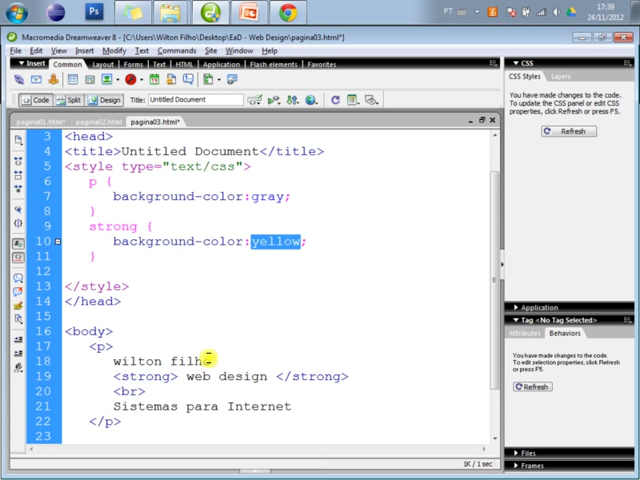 PT
17:39
24/11/2012
Macromedia Dreamweaver 8 - [C:\Users\Wilton Filho\Desktop\EaD - Web Design\pagina03.html*]
File Edit View Insert Modify Text Commands Site Window Help
Insert Common Layout Forms Text HTML Application Flash elements Favorites
Code Split Design Title: Untitled Document
pagina01.html* pagina02.html pagina03.html*
3 <head>
4 <title>Untitled Document</title>
5 <style type="text/css">
6 p {
7 background-color:gray;
8 }
9 strong {
10 background-color:yellow;
11 }
12
13 </style>
14 </head>
15
16 <body>
17 <p>
18 wilton filho
19 <strong> web design </strong>
20 <br>
21 Sistemas para Internet
22 </p>
23
1K / 1 sec
CSS
CSS Styles Layers
You have made changes to the code.
To update the CSS panel or edit CSS
properties, click Refresh or press F5.
Refresh
Application
Tag <No Tag Selected>
Attributes Behaviors
You have made changes to the code.
To edit selection properties, click Refresh
or press F5.
Refresh
Files
Frames